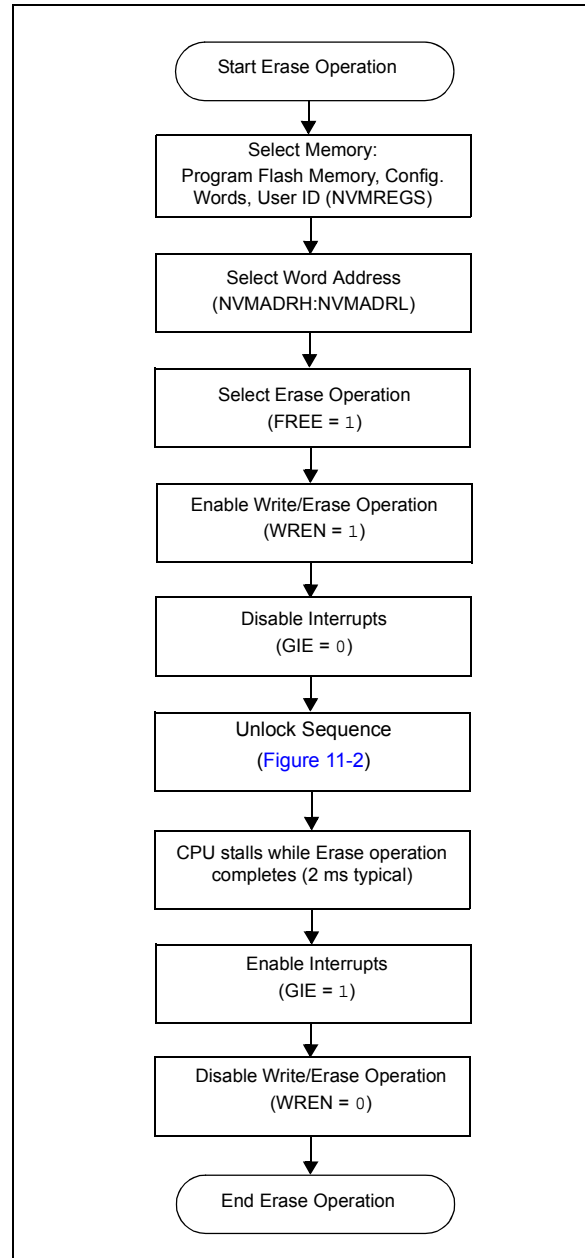 Start Erase Operation
Select Memory:
Program Flash Memory, Config.
Words, User ID (NVMREGS)
Select Word Address
(NVMADRH:NVMADRL)
Select Erase Operation
(FREE = 1)
Enable Write/Erase Operation
(WREN = 1)
Disable Interrupts
(GIE = 0)
Unlock Sequence
(Figure 11-2)
CPU stalls while Erase operation
completes (2 ms typical)
Enable Interrupts
(GIE = 1)
Disable Write/Erase Operation
(WREN = 0)
End Erase Operation